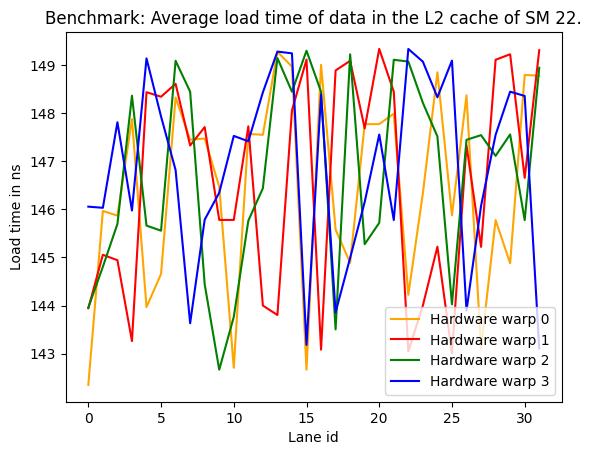 Benchmark: Average load time of data in the L2 cache of SM 22.
Load time in ns
149
148
147
146
145
144
143
0
5
10
15
20
25
30
Lane id
Hardware warp 0
Hardware warp 1
Hardware warp 2
Hardware warp 3